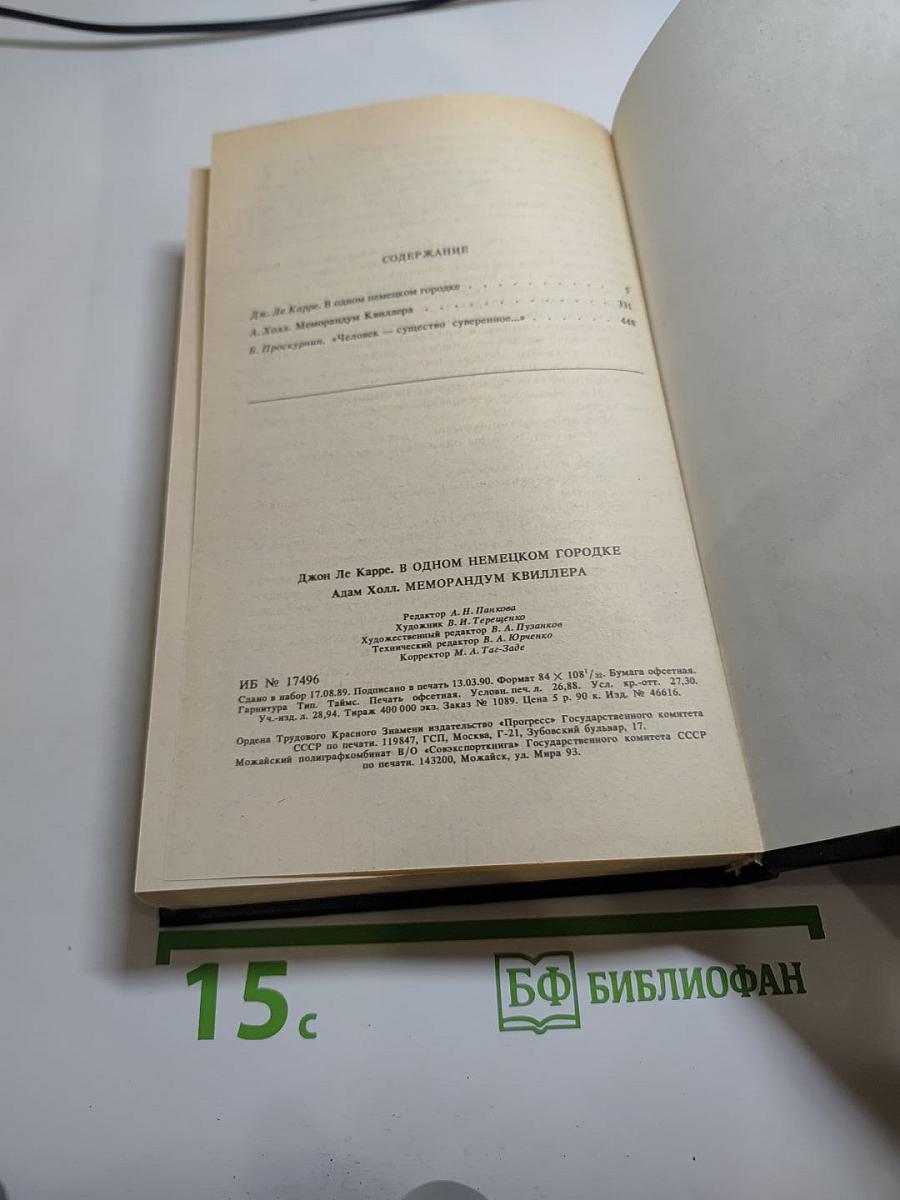 СОДЕРЖАНИЕ
Дж. Ле Карре. В одном немецком городке . . . . . . . . . . 5
А. Холл. Меморандум Квиллера . . . . . . . . . . . . . 331
Б. Проскурнин. «Человек — существо суверенное...» . . . . . . 448
Джон Ле Карре. В ОДНОМ НЕМЕЦКОМ ГОРОДКЕ
Адам Холл. МЕМОРАНДУМ КВИЛЛЕРА
Редактор А. Н. Панкова
Художник В. И. Терещенко
Художественный редактор В. А. Пузанков
Технический редактор В. А. Юрченко
Корректор М. А. Таг-Заде
ИБ № 17496
Сдано в набор 17.08.89. Подписано в печать 13.03.90. Формат 84 × 108¹/₃₂. Бумага офсетная.
Гарнитура Тип. Таймс. Печать офсетная. Условн. печ. л. 26,88. Усл. кр.-отт. 27,30.
Уч.-изд. л. 28,94. Тираж 400 000 экз. Заказ № 1089. Цена 5 р. 90 к. Изд. № 46616.
Ордена Трудового Красного Знамени издательство «Прогресс» Государственного комитета
СССР по печати. 119847, ГСП, Москва, Г-21, Зубовский бульвар, 17.
Можайский полиграфкомбинат В/О «Совэкспорткнига» Государственного комитета СССР
по печати. 143200, Можайск, ул. Мира 93.
15 с
БФ БИБЛИОФАН